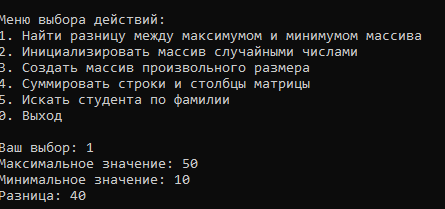 Меню выбора действий:
1. Найти разницу между максимумом и минимумом массива
2. Инициализировать массив случайными числами
3. Создать массив произвольного размера
4. Суммировать строки и столбцы матрицы
5. Искать студента по фамилии
0. Выход
Ваш выбор: 1
Максимальное значение: 50
Минимальное значение: 10
Разница: 40